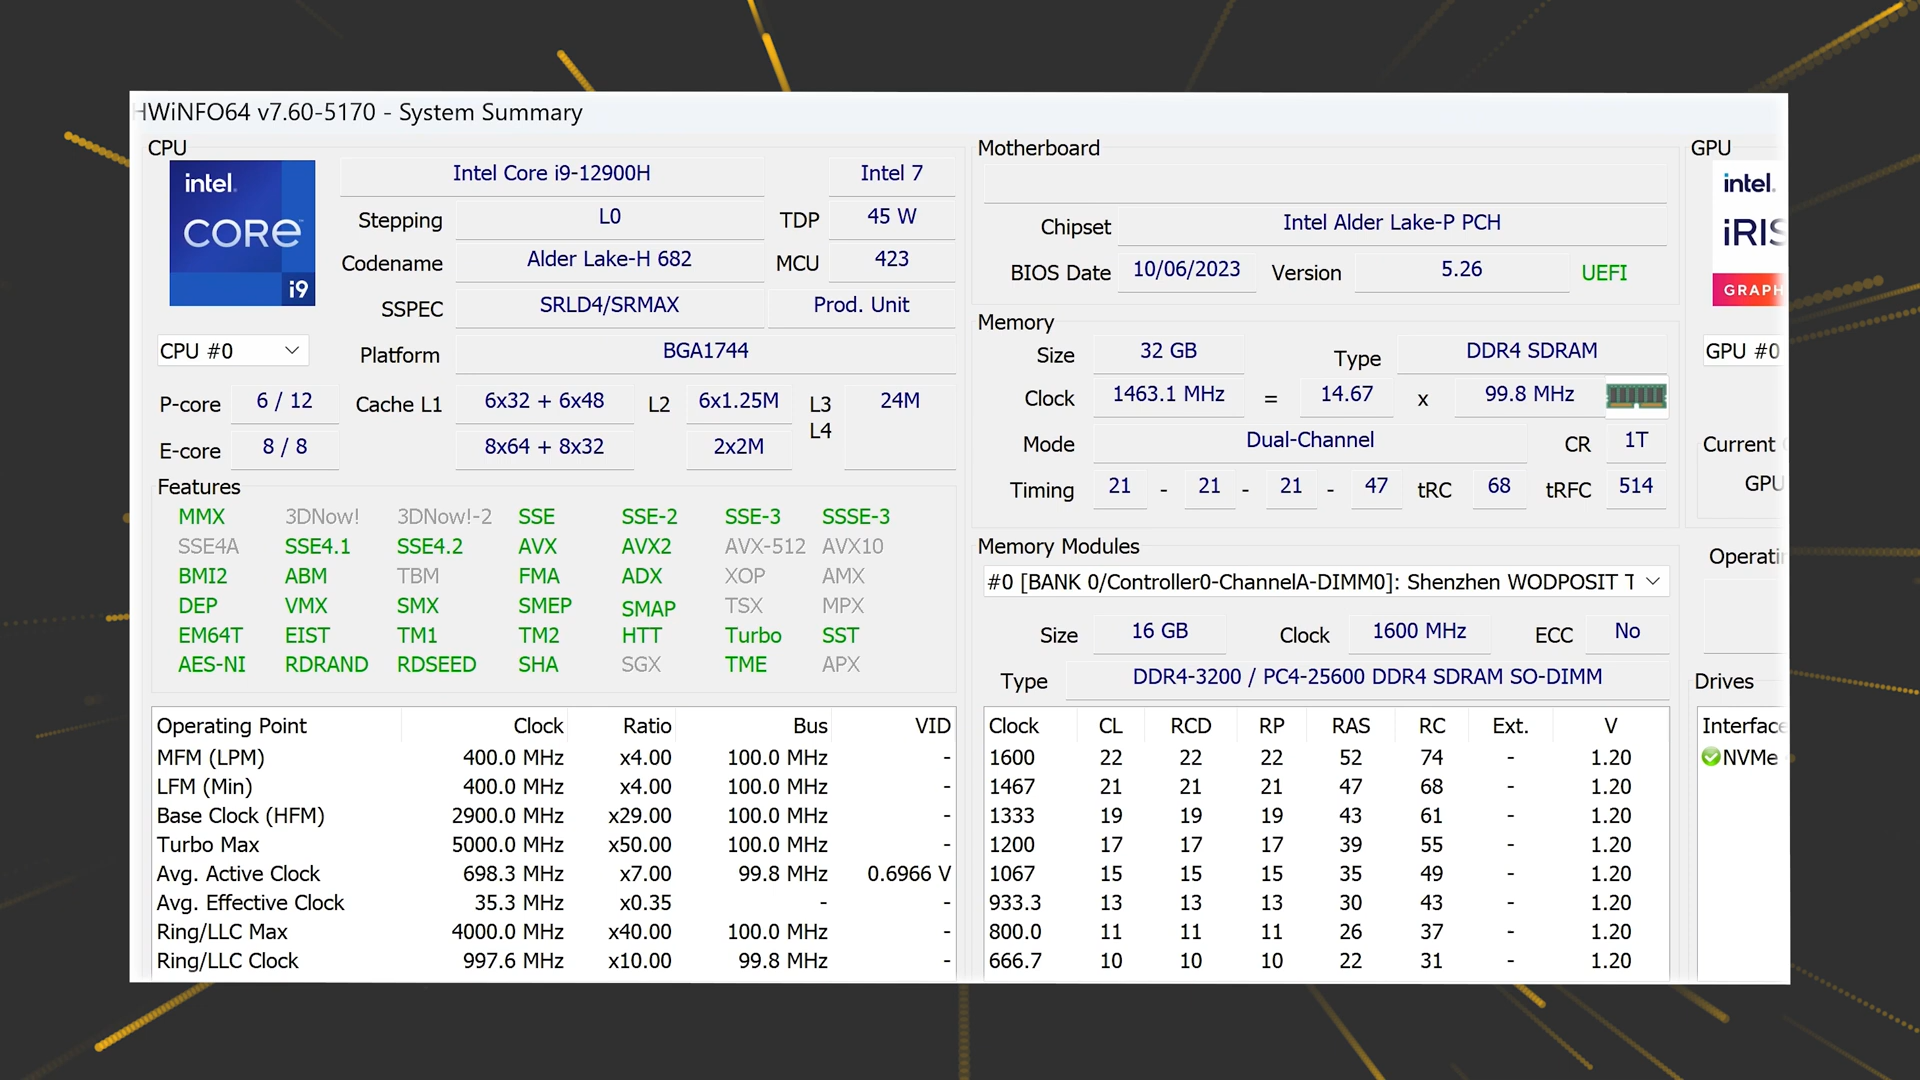 HWiNFO64 v7.60-5170 - System Summary
CPU
intel.
CORE
i9
Intel Core i9-12900H
Intel 7
Stepping L0 TDP 45 W
Codename Alder Lake-H 682 MCU 423
SSPEC SRLD4/SRMAX Prod. Unit
CPU #0
Platform BGA1744
P-core 6 / 12 Cache L1 6x32 + 6x48 L2 6x1.25M L3 24M
L4
E-core 8 / 8 8x64 + 8x32 2x2M
Features
MMX 3DNow! 3DNow!-2 SSE SSE-2 SSE-3 SSSE-3
SSE4A SSE4.1 SSE4.2 AVX AVX2 AVX-512 AVX10
BMI2 ABM TBM FMA ADX XOP AMX
DEP VMX SMX SMEP SMAP TSX MPX
EM64T EIST TM1 TM2 HTT Turbo SST
AES-NI RDRAND RDSEED SHA SGX TME APX
Operating Point Clock Ratio Bus VID
MFM (LPM) 400.0 MHz x4.00 100.0 MHz -
LFM (Min) 400.0 MHz x4.00 100.0 MHz -
Base Clock (HFM) 2900.0 MHz x29.00 100.0 MHz -
Turbo Max 5000.0 MHz x50.00 100.0 MHz -
Avg. Active Clock 698.3 MHz x7.00 99.8 MHz 0.6966 V
Avg. Effective Clock 35.3 MHz x0.35 - -
Ring/LLC Max 4000.0 MHz x40.00 100.0 MHz -
Ring/LLC Clock 997.6 MHz x10.00 99.8 MHz -
Motherboard
Chipset Intel Alder Lake-P PCH
BIOS Date 10/06/2023 Version 5.26 UEFI
Memory
Size 32 GB Type DDR4 SDRAM
Clock 1463.1 MHz = 14.67 x 99.8 MHz
Mode Dual-Channel CR 1T
Timing 21 - 21 - 21 - 47 tRC 68 tRFC 514
Memory Modules
#0 [BANK 0/Controller0-ChannelA-DIMM0]: Shenzhen WODPOSIT T
Size 16 GB Clock 1600 MHz ECC No
Type DDR4-3200 / PC4-25600 DDR4 SDRAM SO-DIMM
Clock CL RCD RP RAS RC Ext. V
1600 22 22 22 52 74 - 1.20
1467 21 21 21 47 68 - 1.20
1333 19 19 19 43 61 - 1.20
1200 17 17 17 39 55 - 1.20
1067 15 15 15 35 49 - 1.20
933.3 13 13 13 30 43 - 1.20
800.0 11 11 11 26 37 - 1.20
666.7 10 10 10 22 31 - 1.20
GPU
intel.
iRIS
GRAPH
GPU #0
Current
GPU
Operatin
Drives
Interface
NVMe